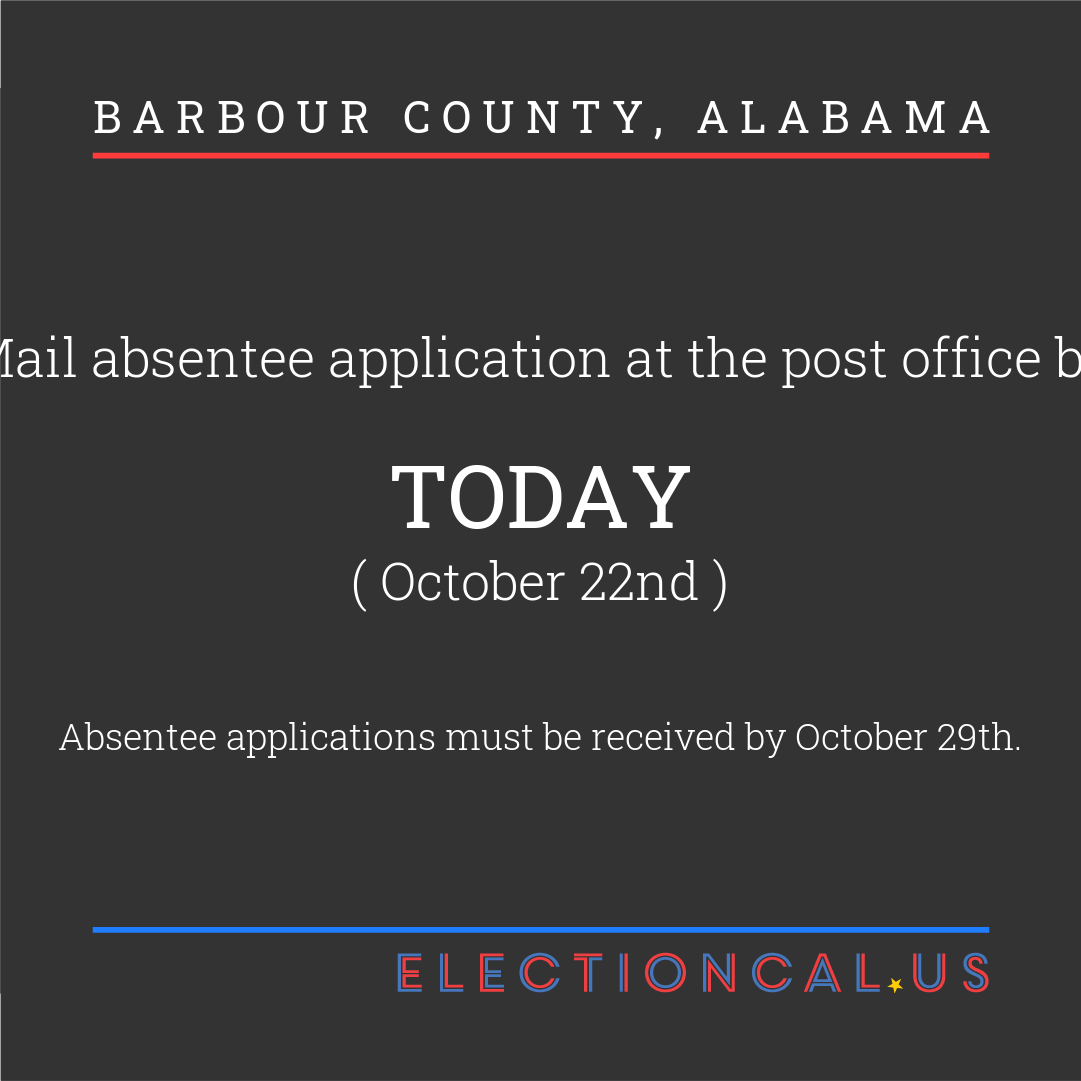 BARBOUR COUNTY, ALABAMA
Mail absentee application at the post office b
TODAY
( October 22nd )
Absentee applications must be received by October 29th.
ELECTIONCAL.US